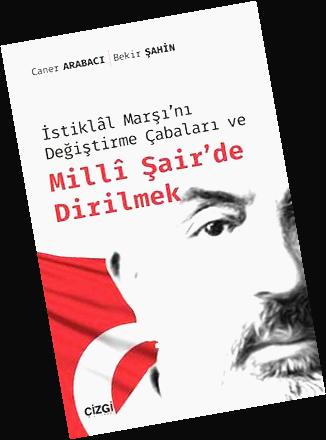 Caner ARABACI | Bekir ŞAHİN
İstiklâl Marşı'nı
Değiştirme Çabaları ve
Millî Şair'de
Dirilmek
ÇİZGİ